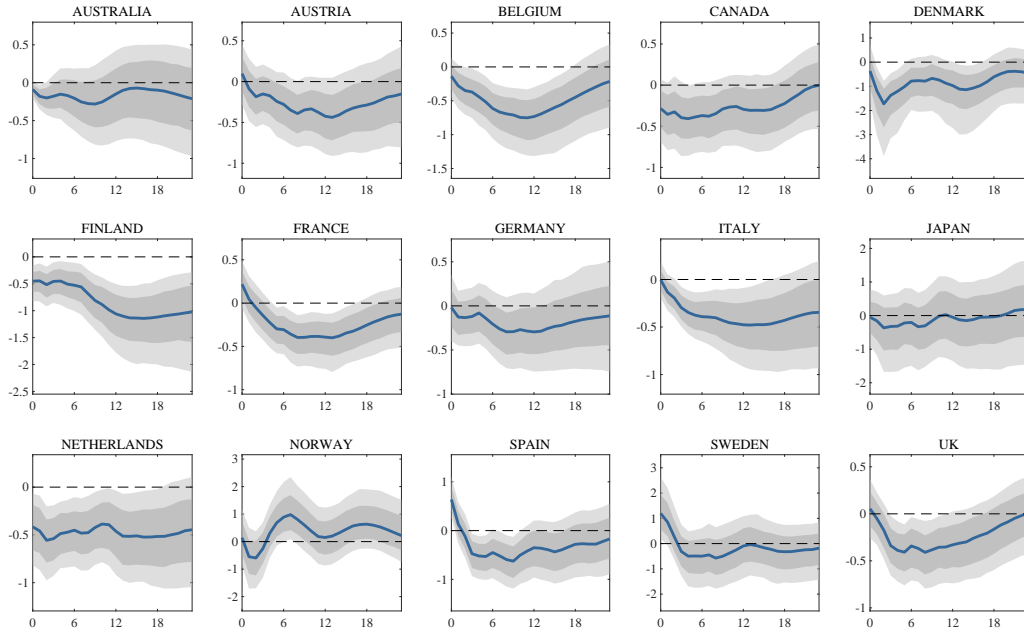 AUSTRALIA AUSTRIA BELGIUM CANADA DENMARK
0.5 0 -0.5 -1 0 6 12 18
0.5 0 -0.5 -1 0 6 12 18
0.5 0 -0.5 -1 -1.5 0 6 12 18
0.5 0 -0.5 -1 0 6 12 18
1 0 -1 -2 -3 -4 0 6 12 18
FINLAND FRANCE GERMANY ITALY JAPAN
0 -0.5 -1 -1.5 -2 -2.5 0 6 12 18
0.5 0 -0.5 -1 0 6 12 18
0.5 0 -0.5 -1 0 6 12 18
0 -0.5 -1 0 6 12 18
2 1 0 -1 -2 0 6 12 18
NETHERLANDS NORWAY SPAIN SWEDEN UK
0 -0.5 -1 0 6 12 18
3 2 1 0 -1 -2 0 6 12 18
1 0 -1 0 6 12 18
3 2 1 0 -1 -2 0 6 12 18
0.5 0 -0.5 -1 0 6 12 18